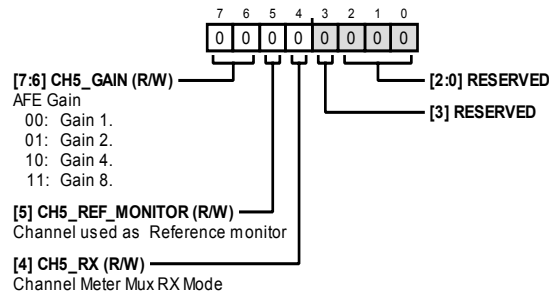 7 6 5 4 3 2 1 0
0 0 0 0 0 0 0 0
[7:6] CH5_GAIN (R/W)
[2:0] RESERVED
AFE Gain
[3] RESERVED
00: Gain 1.
01: Gain 2.
10: Gain 4.
11: Gain 8.
[5] CH5_REF_MONITOR (R/W)
Channel used as Reference monitor
[4] CH5_RX (R/W)
Channel Meter Mux RX Mode